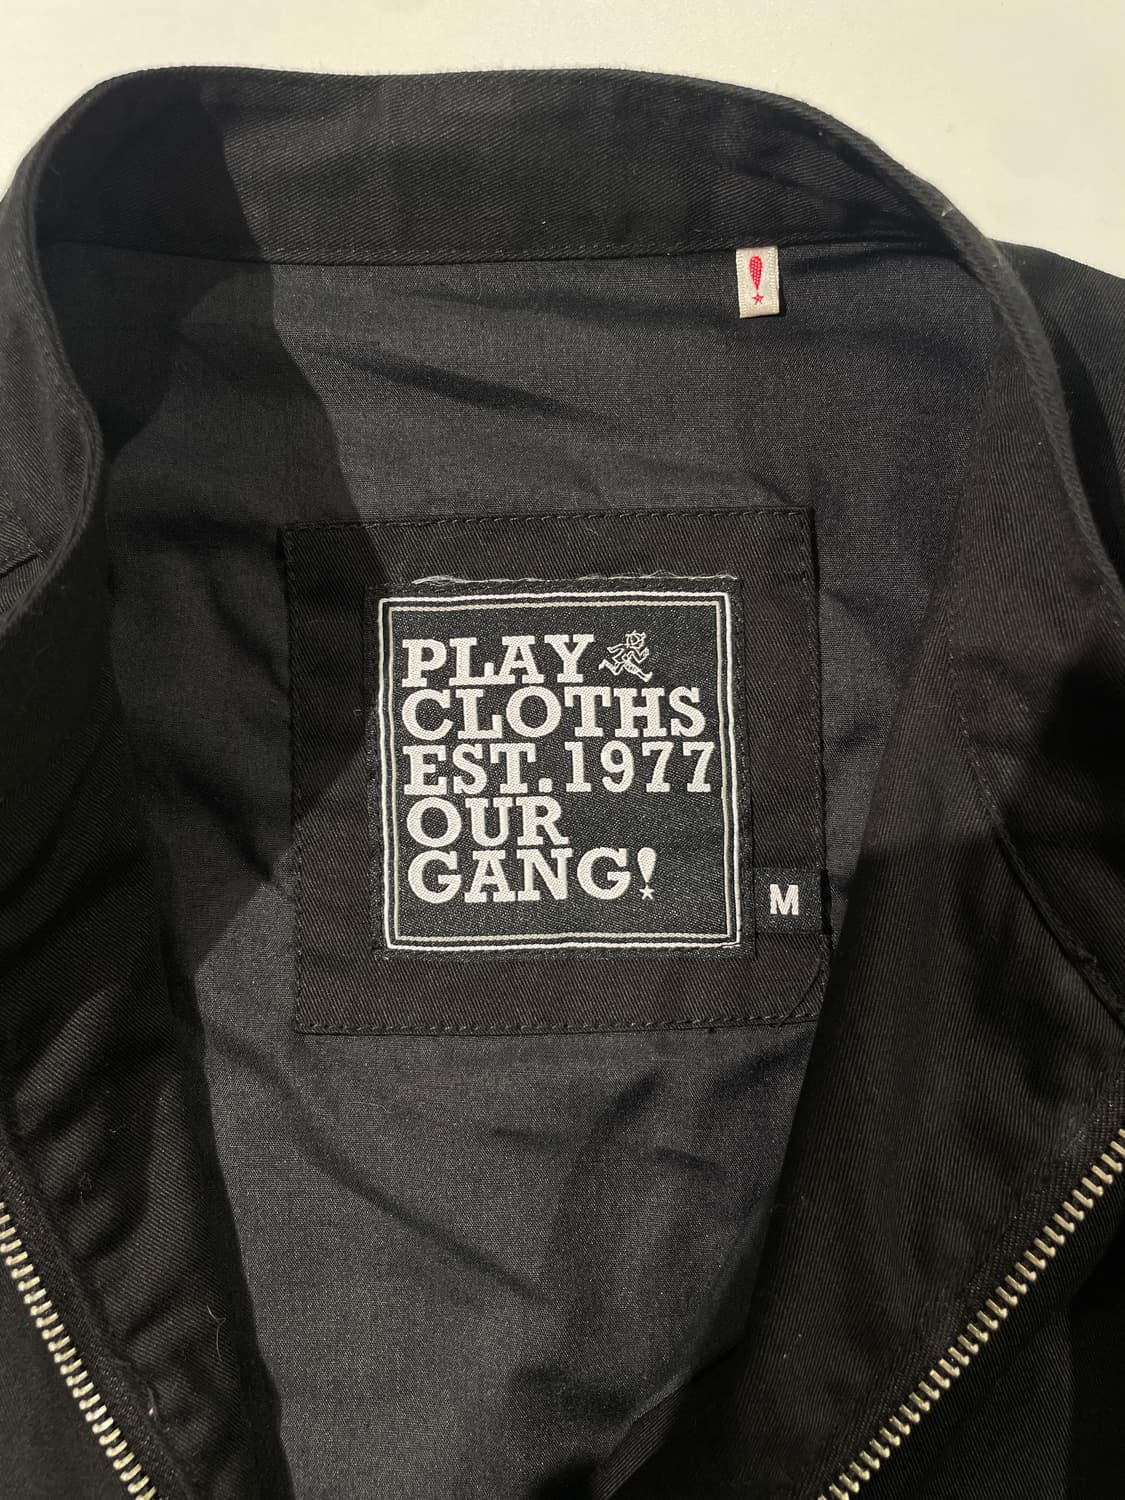 !
PLAY
CLOTHS
EST. 1977
OUR
GANG!
M